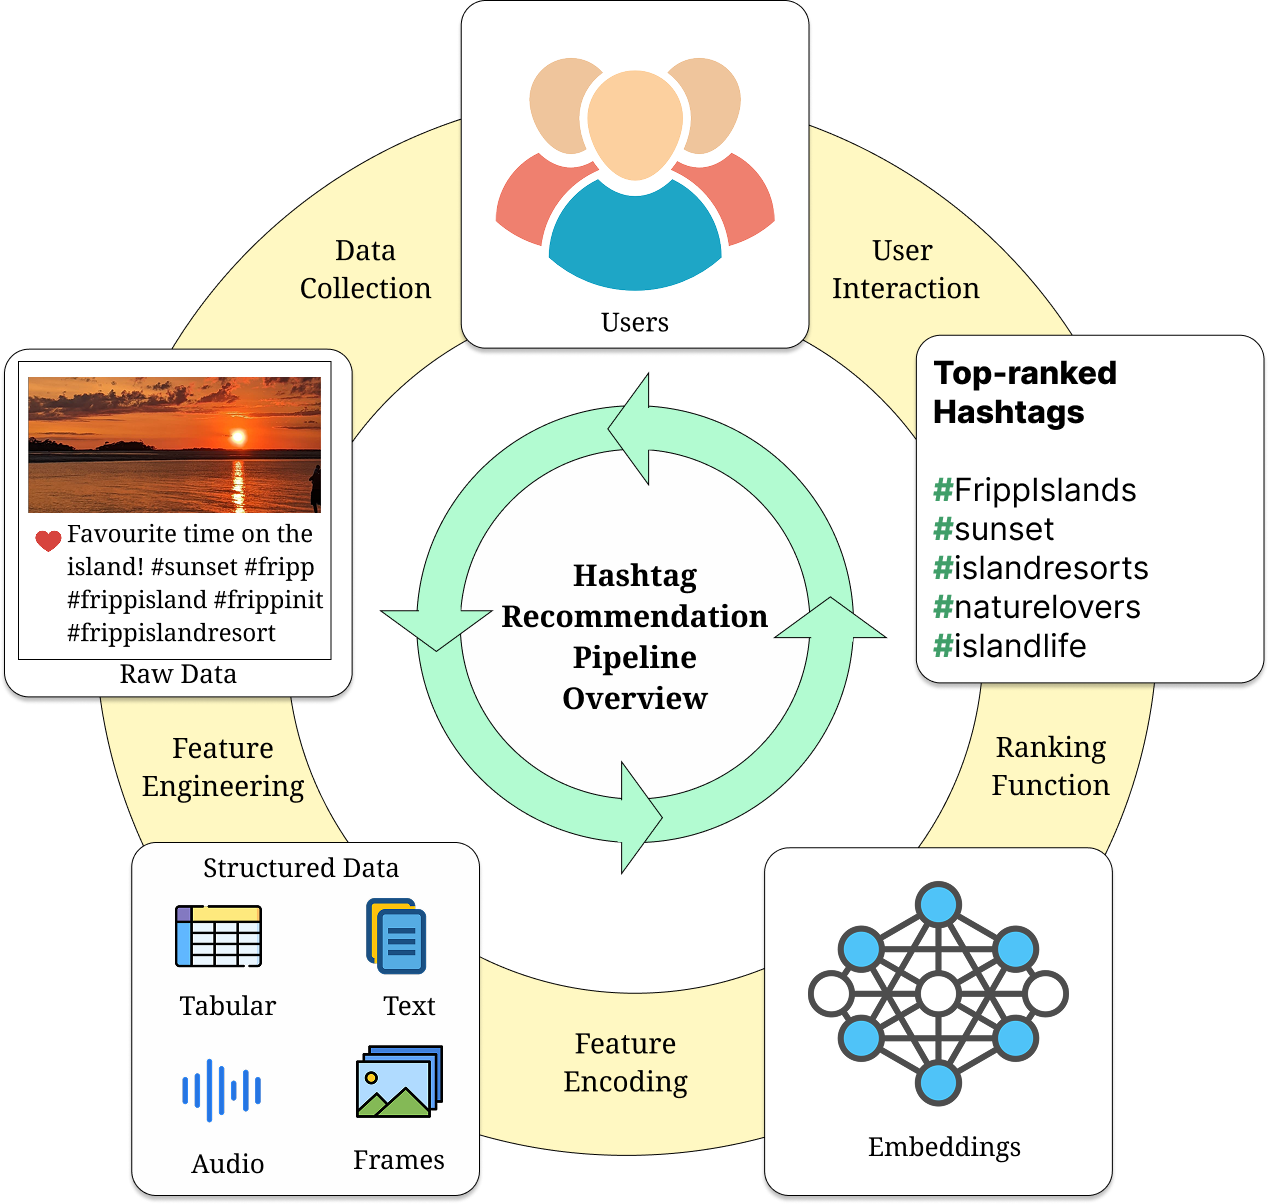 Users
Data
Collection
User
Interaction
Favourite time on the
island! #sunset #fripp
#frippisland #frippinit
#frippislandresort
Raw Data
Top-ranked
Hashtags
#FrippIslands
#sunset
#islandresorts
#naturelovers
#islandlife
Hashtag
Recommendation
Pipeline
Overview
Feature
Engineering
Ranking
Function
Structured Data
Tabular
Text
Audio
Frames
Feature
Encoding
Embeddings